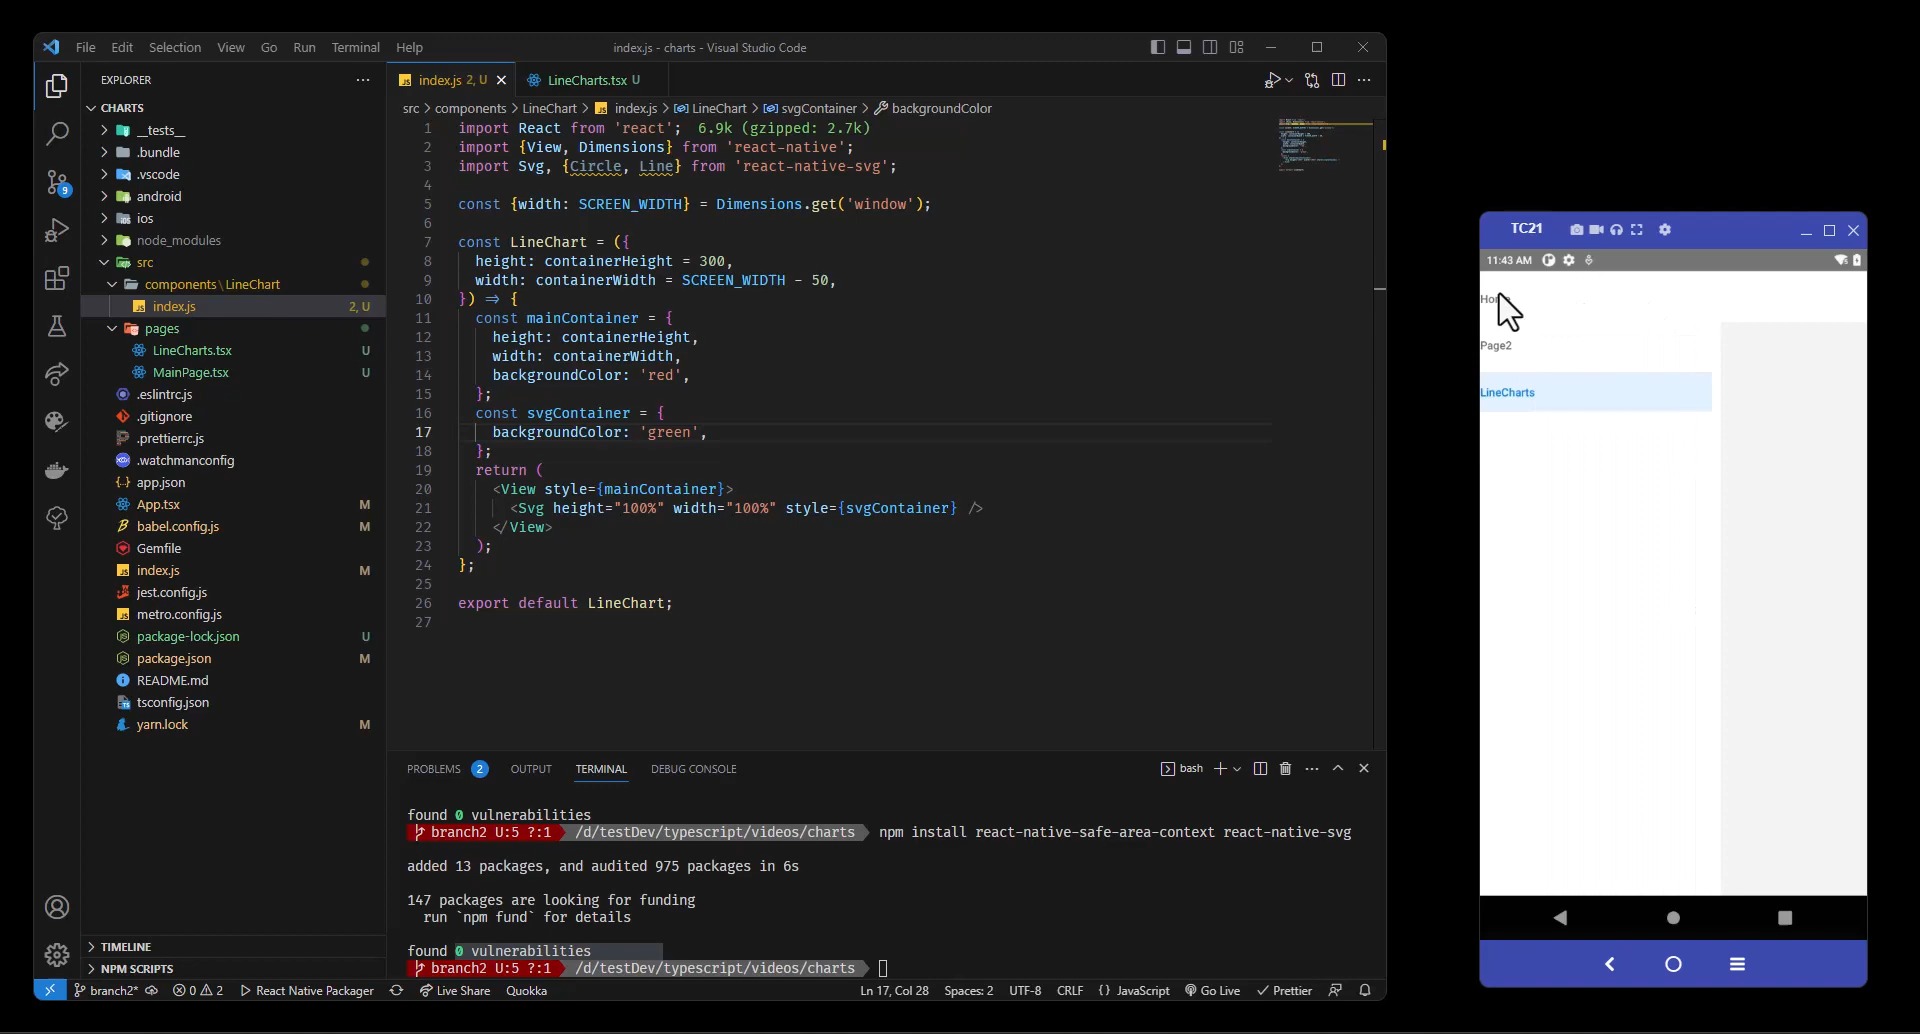 File Edit Selection View Go Run Terminal Help
index.js - charts - Visual Studio Code
EXPLORER
CHARTS
__tests__
.bundle
.vscode
android
ios
node_modules
src
components\LineChart
index.js 2, U
pages
LineCharts.tsx U
MainPage.tsx U
.eslintrc.js
.gitignore
.prettierrc.js
.watchmanconfig
app.json
App.tsx M
babel.config.js M
Gemfile
index.js M
jest.config.js
metro.config.js
package-lock.json U
package.json M
README.md
tsconfig.json
yarn.lock M
TIMELINE
NPM SCRIPTS
9
index.js 2, U
LineCharts.tsx U
src > components > LineChart > index.js > LineChart > svgContainer > backgroundColor
1 import React from 'react'; 6.9k (gzipped: 2.7k)
2 import {View, Dimensions} from 'react-native';
3 import Svg, {Circle, Line} from 'react-native-svg';
4
5 const {width: SCREEN_WIDTH} = Dimensions.get('window');
6
7 const LineChart = ({
8 height: containerHeight = 300,
9 width: containerWidth = SCREEN_WIDTH - 50,
10 }) => {
11 const mainContainer = {
12 height: containerHeight,
13 width: containerWidth,
14 backgroundColor: 'red',
15 };
16 const svgContainer = {
17 backgroundColor: 'green',
18 };
19 return (
20 <View style={mainContainer}>
21 <Svg height="100%" width="100%" style={svgContainer} />
22 </View>
23 );
24 };
25
26 export default LineChart;
27
PROBLEMS 2 OUTPUT TERMINAL DEBUG CONSOLE
bash
found 0 vulnerabilities
branch2 U:5 ?:1 /d/testDev/typescript/videos/charts npm install react-native-safe-area-context react-native-svg
added 13 packages, and audited 975 packages in 6s
147 packages are looking for funding
run `npm fund` for details
found 0 vulnerabilities
branch2 U:5 ?:1 /d/testDev/typescript/videos/charts
branch2* 0 2 React Native Packager Live Share Quokka
Ln 17, Col 28 Spaces: 2 UTF-8 CRLF {} JavaScript Go Live Prettier
TC21
11:43 AM
Home
Page2
LineCharts